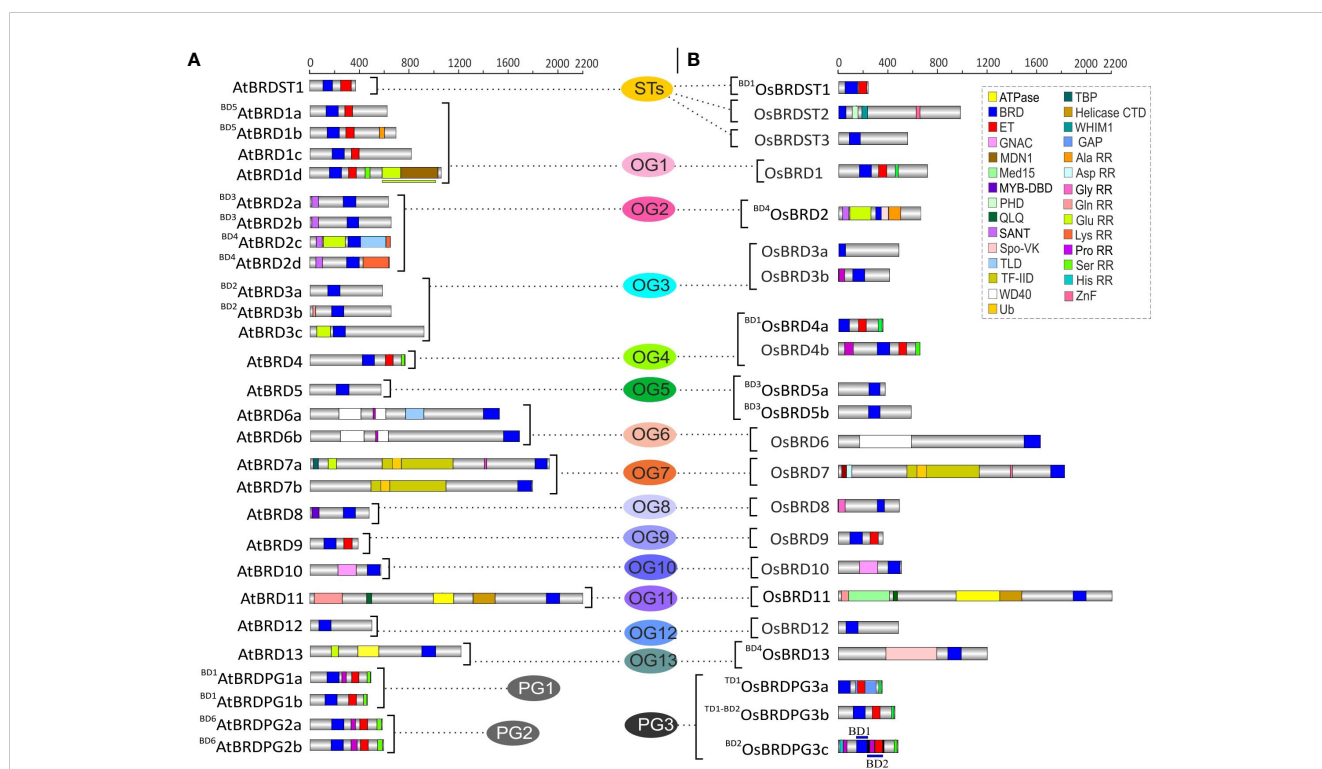 A
B
0 400 800 1200 1600 2000 2200
0 400 800 1200 1600 2000 2200
AtBRDST1
BD5AtBRD1a
BD5AtBRD1b
AtBRD1c
AtBRD1d
BD3AtBRD2a
BD3AtBRD2b
BD4AtBRD2c
BD4AtBRD2d
BD2AtBRD3a
BD2AtBRD3b
AtBRD3c
AtBRD4
AtBRD5
AtBRD6a
AtBRD6b
AtBRD7a
AtBRD7b
AtBRD8
AtBRD9
AtBRD10
AtBRD11
AtBRD12
AtBRD13
BD1AtBRDPG1a
BD1AtBRDPG1b
BD6AtBRDPG2a
BD6AtBRDPG2b
STs
OG1
OG2
OG3
OG4
OG5
OG6
OG7
OG8
OG9
OG10
OG11
OG12
OG13
PG1
PG2
PG3
BD1OsBRDST1
OsBRDST2
OsBRDST3
OsBRD1
BD4OsBRD2
OsBRD3a
OsBRD3b
BD1OsBRD4a
OsBRD4b
BD3OsBRD5a
BD3OsBRD5b
OsBRD6
OsBRD7
OsBRD8
OsBRD9
OsBRD10
OsBRD11
OsBRD12
BD4OsBRD13
TD1OsBRDPG3a
TD1-BD2OsBRDPG3b
BD2OsBRDPG3c
BD1
BD2
ATPase
BRD
ET
GNAC
MDN1
Med15
MYB-DBD
PHD
QLQ
SANT
Spo-VK
TLD
TF-IID
WD40
Ub
TBP
Helicase CTD
WHIM1
GAP
Ala RR
Asp RR
Gly RR
Gln RR
Glu RR
Lys RR
Pro RR
Ser RR
His RR
ZnF